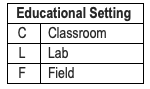 Educational Setting
C Classroom
L Lab
F Field